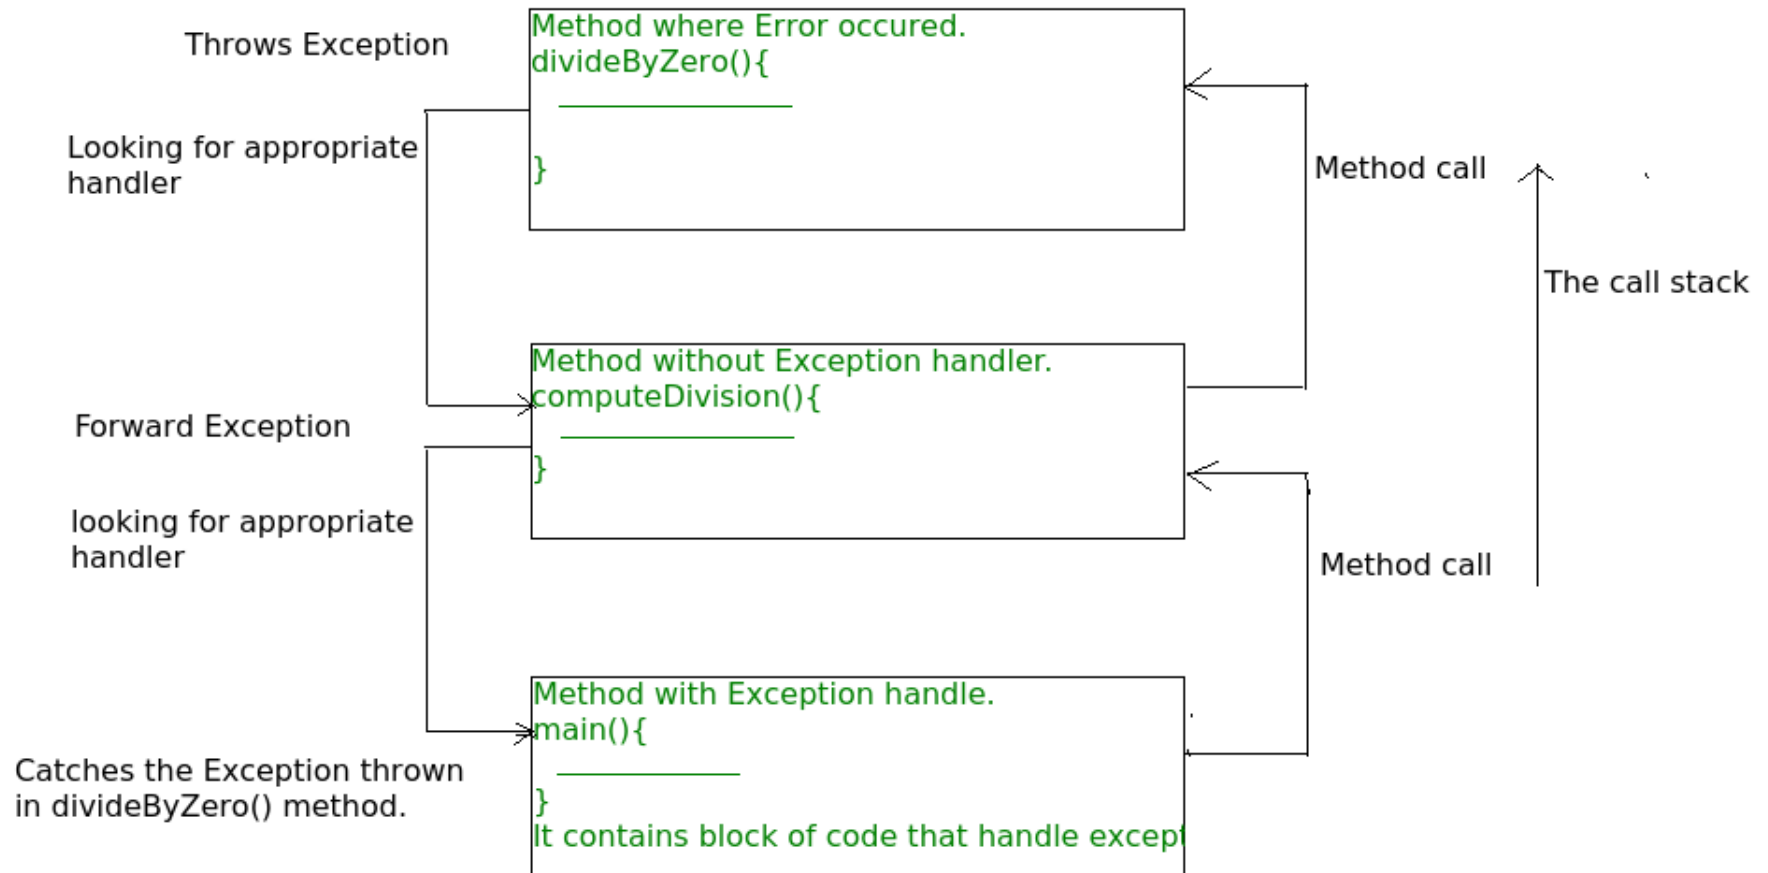 Throws Exception
Looking for appropriate
handler
Method where Error occured.
divideByZero(){
}
Method call
The call stack
Forward Exception
looking for appropriate
handler
Method without Exception handler.
computeDivision(){
}
Method call
Catches the Exception thrown
in divideByZero() method.
Method with Exception handle.
main(){
}
It contains block of code that handle except